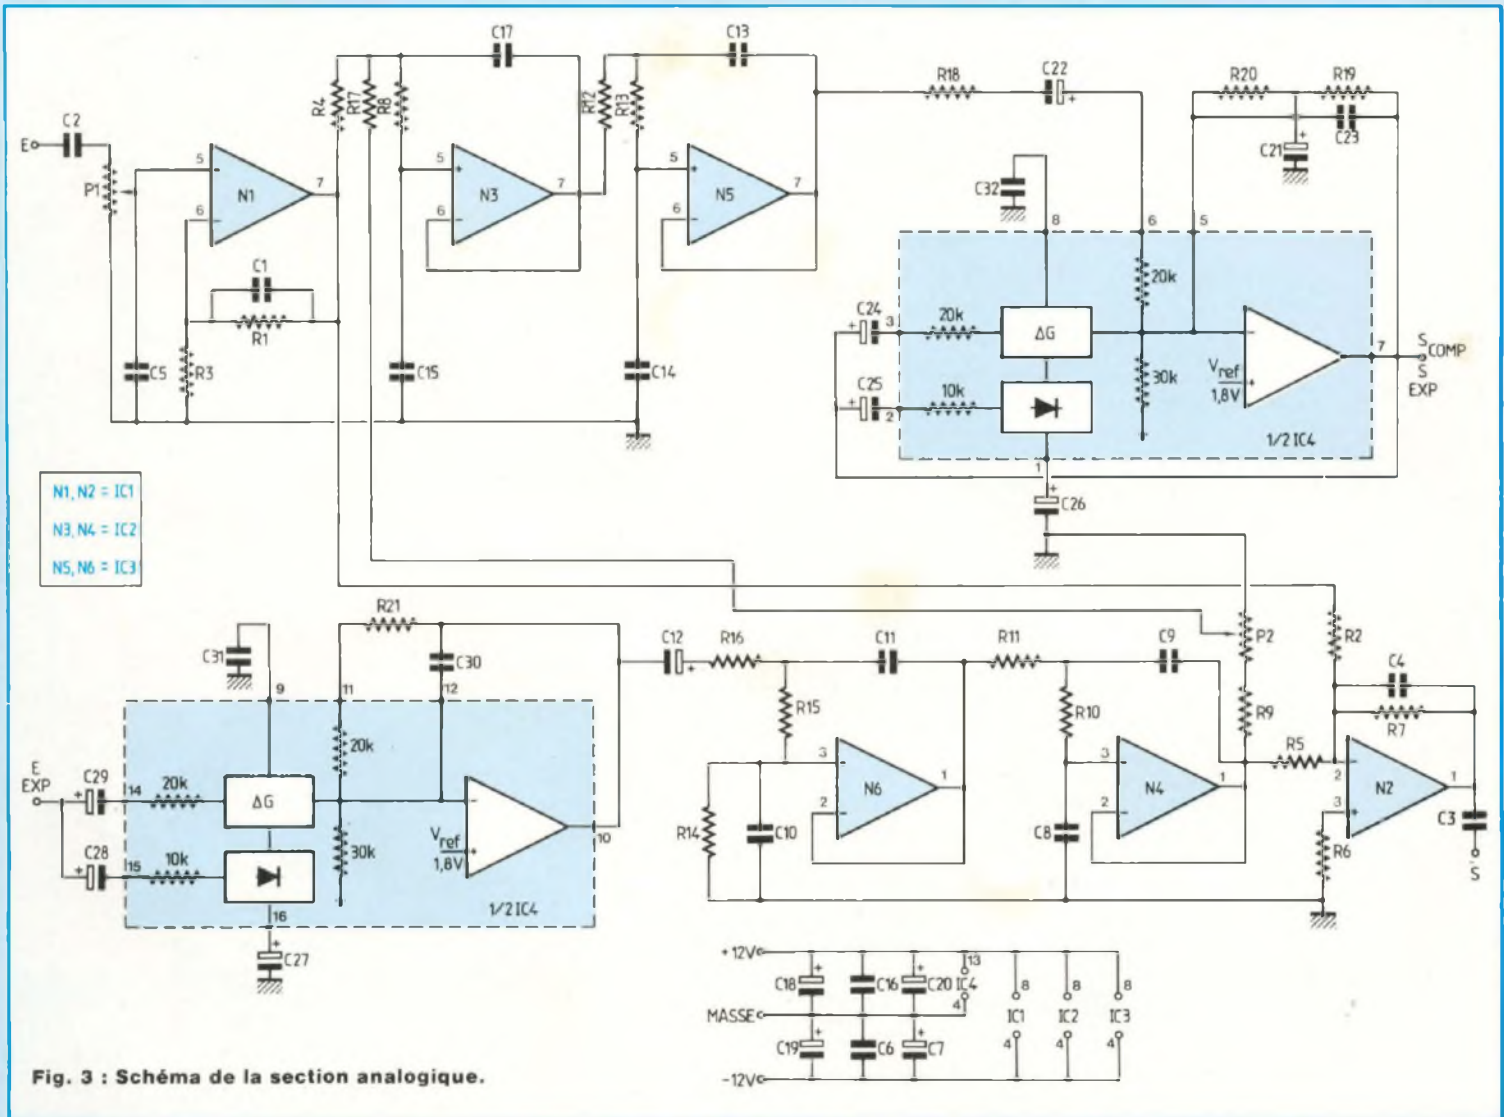 C17
C13
R4
R17
R8
R12
R13
R18
C22
+
R20
R19
C2
E
P1
5
-
N1
7
6
5
+
N3
7
6
-
5
+
N5
7
6
-
C21
+
C23
C32
8
6
5
C1
R1
C5
R3
C15
C14
20k
C24
+
3
20k
ΔG
-
7
S COMP
S
EXP
C25
+
2
10k
30k
Vref
1,8V
+
1/2 IC4
1
+
C26
N1, N2 = IC1
N3, N4 = IC2
N5, N6 = IC3
R21
C31
C30
9
11
12
C12
+
R16
C11
R11
C9
P2
R2
C4
R15
R10
R9
R7
R5
E
EXP
C29
+
14
20k
ΔG
20k
-
10
C28
+
15
10k
30k
Vref
1,8V
+
1/2 IC4
16
+
C27
3
-
N6
1
2
R14
C10
3
-
N4
1
2
C8
-
2
N2
1
3
+
R6
C3
S
+12V
+
C18
C16
+
C20
13
IC4
4
8
8
8
MASSE
IC1
IC2
IC3
+
C19
C6
+
C7
4
4
4
-12V
Fig. 3 : Schéma de la section analogique.